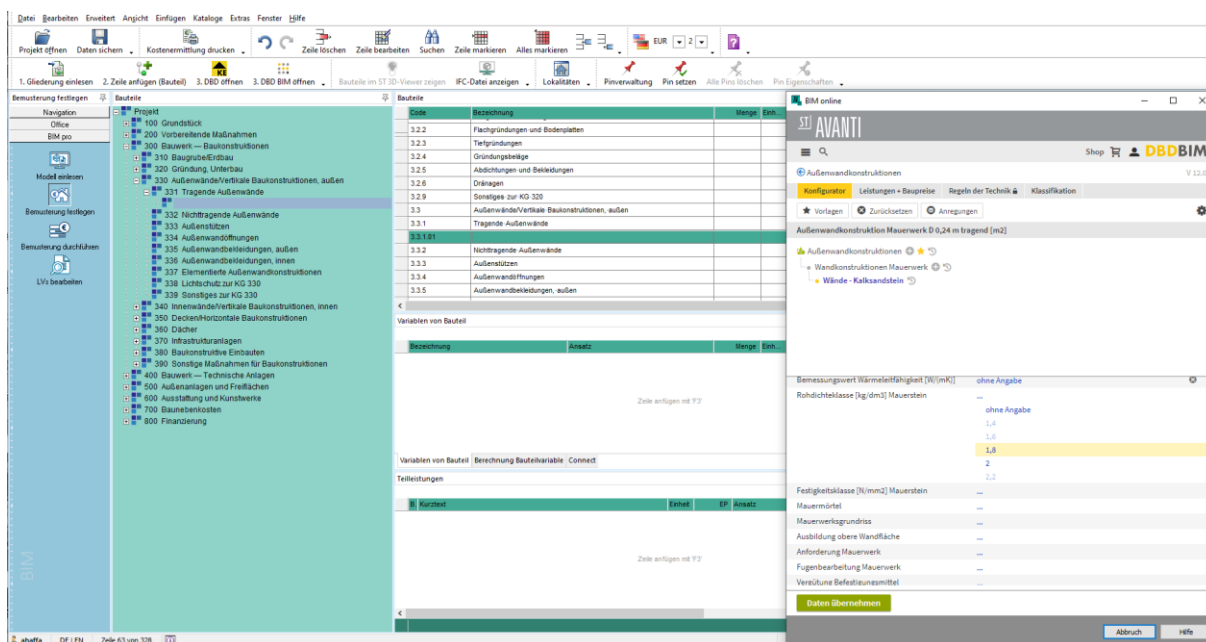 Datei Bearbeiten Erweitert Ansicht Einfügen Kataloge Extras Fenster Hilfe
Projekt öffnen Daten sichern Kostenermittlung drucken Zeile löschen Zeile bearbeiten Suchen Zeile markieren Alles markieren EUR 2
1. Gliederung einlesen 2. Zeile anfügen (Bauteil) 3. DBD öffnen 3. DBD BIM öffnen Bauteile im ST 3D-Viewer zeigen IFC-Datei anzeigen Lokalitäten Pinverwaltung Pin setzen Alle Pins löschen Pin Eigenschaften
Bemusterung festlegen
Navigation
Office
BIM pro
Modell einlesen
Bemusterung festlegen
Bemusterung durchführen
LVs bearbeiten
BIM
Bauteile
Projekt
100 Grundstück
200 Vorbereitende Maßnahmen
300 Bauwerk — Baukonstruktionen
310 Baugrube/Erdbau
320 Gründung, Unterbau
330 Außenwände/Vertikale Baukonstruktionen, außen
331 Tragende Außenwände
332 Nichttragende Außenwände
333 Außenstützen
334 Außenwandöffnungen
335 Außenwandbekleidungen, außen
336 Außenwandbekleidungen, innen
337 Elementierte Außenwandkonstruktionen
338 Lichtschutz zur KG 330
339 Sonstiges zur KG 330
340 Innenwände/Vertikale Baukonstruktionen, innen
350 Decken/Horizontale Baukonstruktionen
360 Dächer
370 Infrastrukturanlagen
380 Baukonstruktive Einbauten
390 Sonstige Maßnahmen für Baukonstruktionen
400 Bauwerk — Technische Anlagen
500 Außenanlagen und Freiflächen
600 Ausstattung und Kunstwerke
700 Baunebenkosten
800 Finanzierung
Bauteile
Code Bezeichnung Menge Einh...
3.2.2 Flachgründungen und Bodenplatten
3.2.3 Tiefgründungen
3.2.4 Gründungsbeläge
3.2.5 Abdichtungen und Bekleidungen
3.2.6 Dränagen
3.2.9 Sonstiges zur KG 320
3.3 Außenwände/Vertikale Baukonstruktionen, außen
3.3.1 Tragende Außenwände
3.3.1.01
3.3.2 Nichttragende Außenwände
3.3.3 Außenstützen
3.3.4 Außenwandöffnungen
3.3.5 Außenwandbekleidungen, außen
Variablen von Bauteil
Bezeichnung Ansatz Menge Einh...
Zeile anfügen mit 'F3'
Variablen von Bauteil Berechnung Bauteilvariable Connect
Teilleistungen
B. Kurztext Einheit EP Ansatz
Zeile anfügen mit 'F3'
BIM online
ST AVANTI
Shop DBDBIM
Außenwandkonstruktionen V 12.0
Konfigurator Leistungen + Baupreise Regeln der Technik Klassifikation
Vorlagen Zurücksetzen Anregungen
Außenwandkonstruktion Mauerwerk D 0,24 m tragend [m2]
Außenwandkonstruktionen
Wandkonstruktionen Mauerwerk
Wände - Kalksandstein
Bemessungswert Wärmeleitfähigkeit [W/(mK)] ohne Angabe
Rohdichteklasse [kg/dm3] Mauerstein ...
ohne Angabe
1,4
1,6
1,8
2
2,2
Festigkeitsklasse [N/mm2] Mauerstein ...
Mauermörtel ...
Mauerwerksgrundriss ...
Ausbildung obere Wandfläche ...
Anforderung Mauerwerk ...
Fugenbearbeitung Mauerwerk ...
Vergütung Befestigungsmittel ...
Daten übernehmen
Abbruch Hilfe
ahaffa DE | EN Zeile 63 von 328